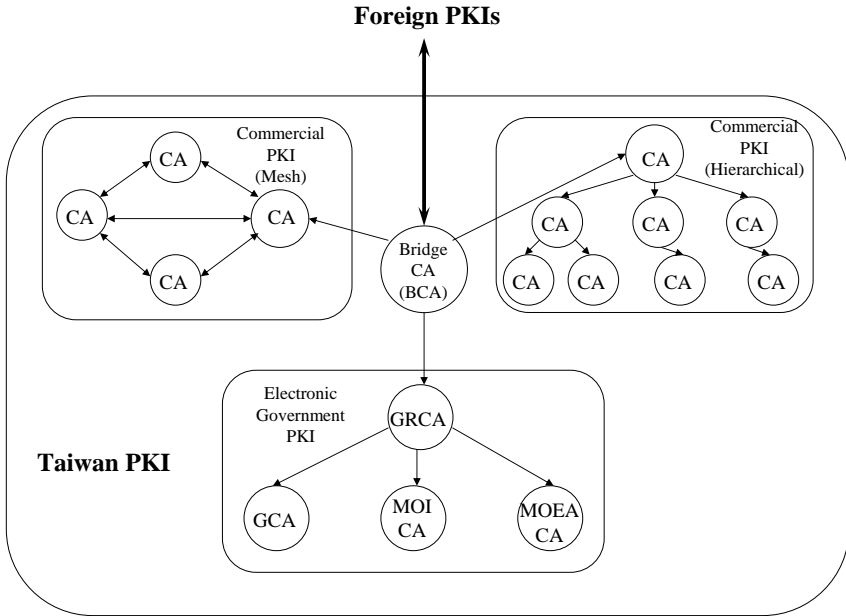 Foreign PKIs
Commercial
PKI
(Mesh)
CA
CA
CA
CA
Commercial
PKI
(Hierarchical)
CA
CA
CA
CA
CA
CA
CA
CA
Bridge
CA
(BCA)
Electronic
Government
PKI
GRCA
GCA
MOI
CA
MOEA
CA
Taiwan PKI